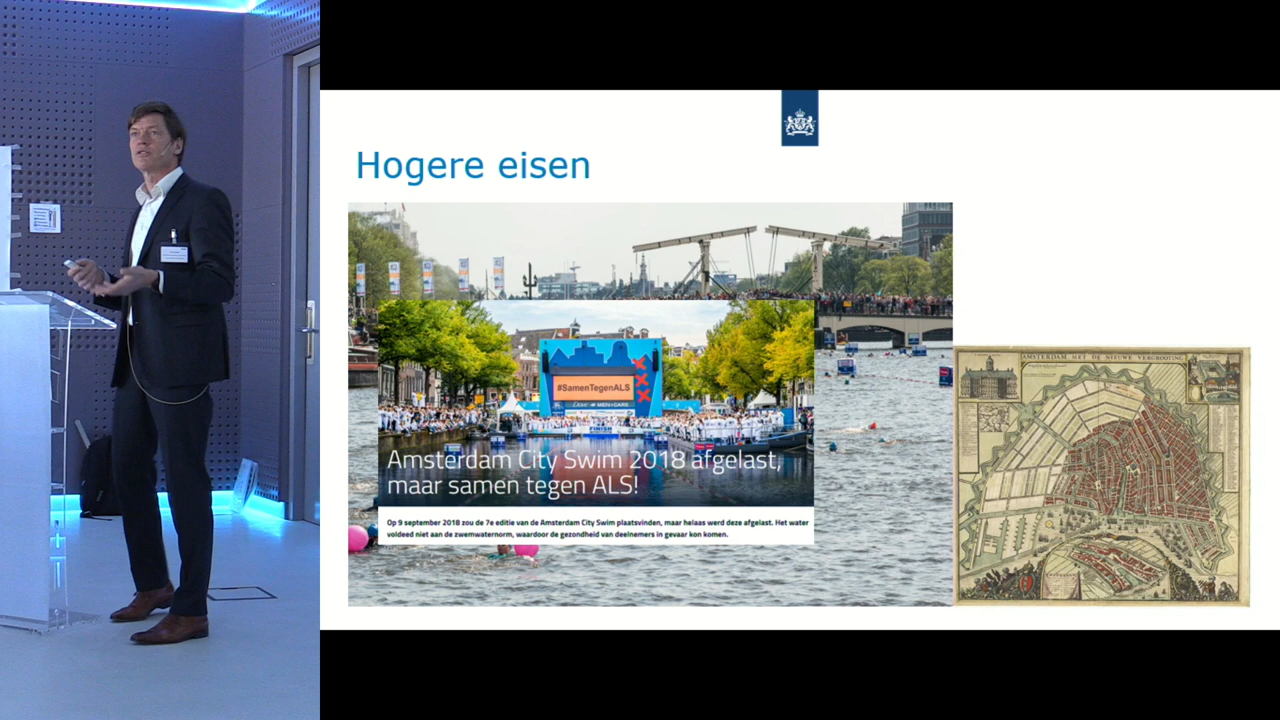 Hogere eisen
#SamenTegenALS
FINISH
Amsterdam City Swim 2018 afgelast,
maar samen tegen ALS!
Op 9 september 2018 zou de 7e editie van de Amsterdam City Swim plaatsvinden, maar helaas werd deze afgelast. Het water
voldeed niet aan de zwemwaternorm, waardoor de gezondheid van deelnemers in gevaar kon komen.
AMSTERDAM, MET DE NIEUWE VERGROOTING